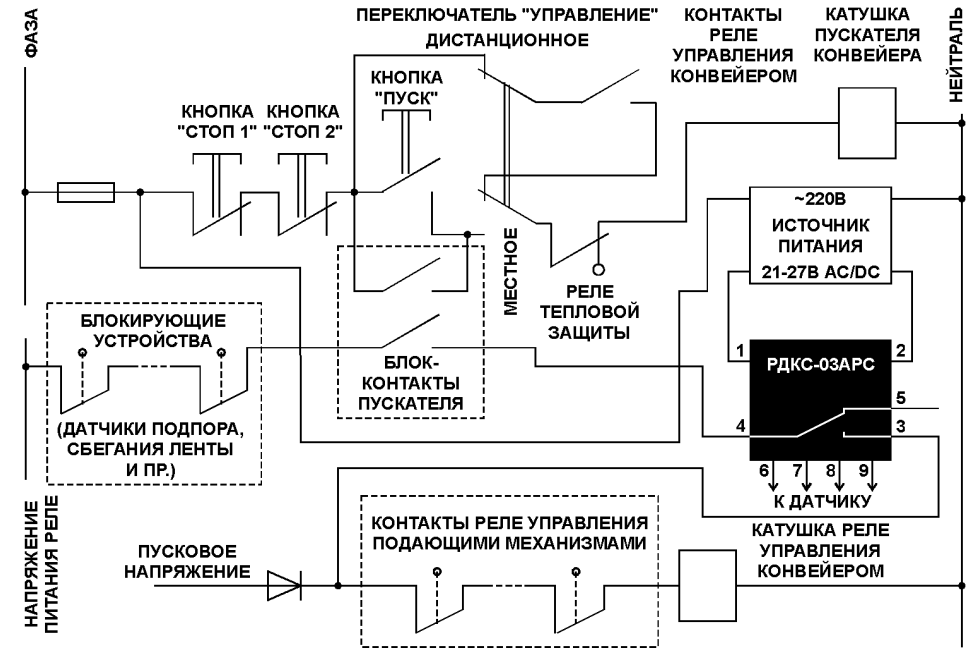 ФАЗА
ПЕРЕКЛЮЧАТЕЛЬ "УПРАВЛЕНИЕ"
ДИСТАНЦИОННОЕ
КОНТАКТЫ
РЕЛЕ
УПРАВЛЕНИЯ
КОНВЕЙЕРОМ
КАТУШКА
ПУСКАТЕЛЯ
КОНВЕЙЕРА
НЕЙТРАЛЬ
КНОПКА
"СТОП 1"
КНОПКА
"СТОП 2"
КНОПКА
"ПУСК"
МЕСТНОЕ
РЕЛЕ
ТЕПЛОВОЙ
ЗАЩИТЫ
~220В
ИСТОЧНИК
ПИТАНИЯ
21-27В AC/DC
БЛОКИРУЮЩИЕ
УСТРОЙСТВА
(ДАТЧИКИ ПОДПОРА,
СБЕГАНИЯ ЛЕНТЫ
И ПР.)
БЛОК-
КОНТАКТЫ
ПУСКАТЕЛЯ
1
2
РДКС-03АРС
5
4
3
6 7 8 9
К ДАТЧИКУ
НАПРЯЖЕНИЕ
ПИТАНИЯ РЕЛЕ
ПУСКОВОЕ
НАПРЯЖЕНИЕ
КОНТАКТЫ РЕЛЕ УПРАВЛЕНИЯ
ПОДАЮЩИМИ МЕХАНИЗМАМИ
КАТУШКА РЕЛЕ
УПРАВЛЕНИЯ
КОНВЕЙЕРОМ